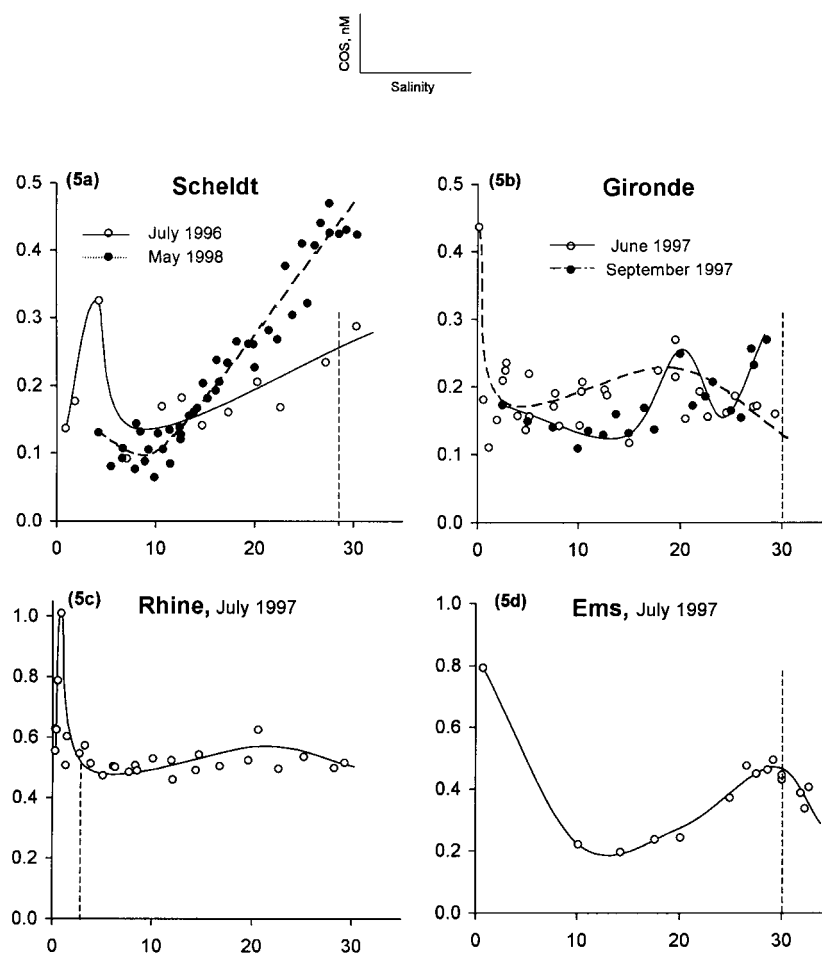 COS, nM
Salinity
(5a) Scheldt
0.5
0.4
0.3
0.2
0.1
0.0
July 1996
May 1998
0 10 20 30
(5b) Gironde
0.5
0.4
0.3
0.2
0.1
0.0
June 1997
September 1997
0 10 20 30
(5c) Rhine, July 1997
1.0
0.8
0.6
0.4
0.2
0.0
0 10 20 30
(5d) Ems, July 1997
1.0
0.8
0.6
0.4
0.2
0.0
0 10 20 30